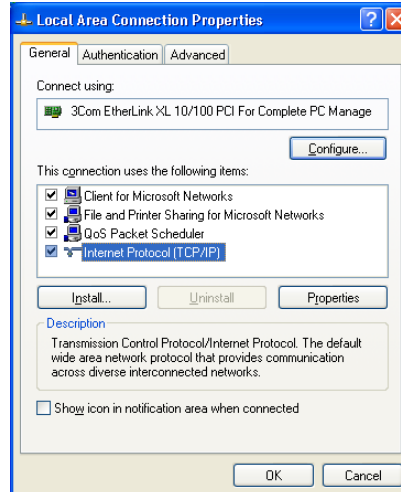 Local Area Connection Properties
General Authentication Advanced
Connect using:
3Com EtherLink XL 10/100 PCI For Complete PC Manage
Configure...
This connection uses the following items:
Client for Microsoft Networks
File and Printer Sharing for Microsoft Networks
QoS Packet Scheduler
Internet Protocol (TCP/IP)
Install... Uninstall Properties
Description
Transmission Control Protocol/Internet Protocol. The default
wide area network protocol that provides communication
across diverse interconnected networks.
Show icon in notification area when connected
OK Cancel